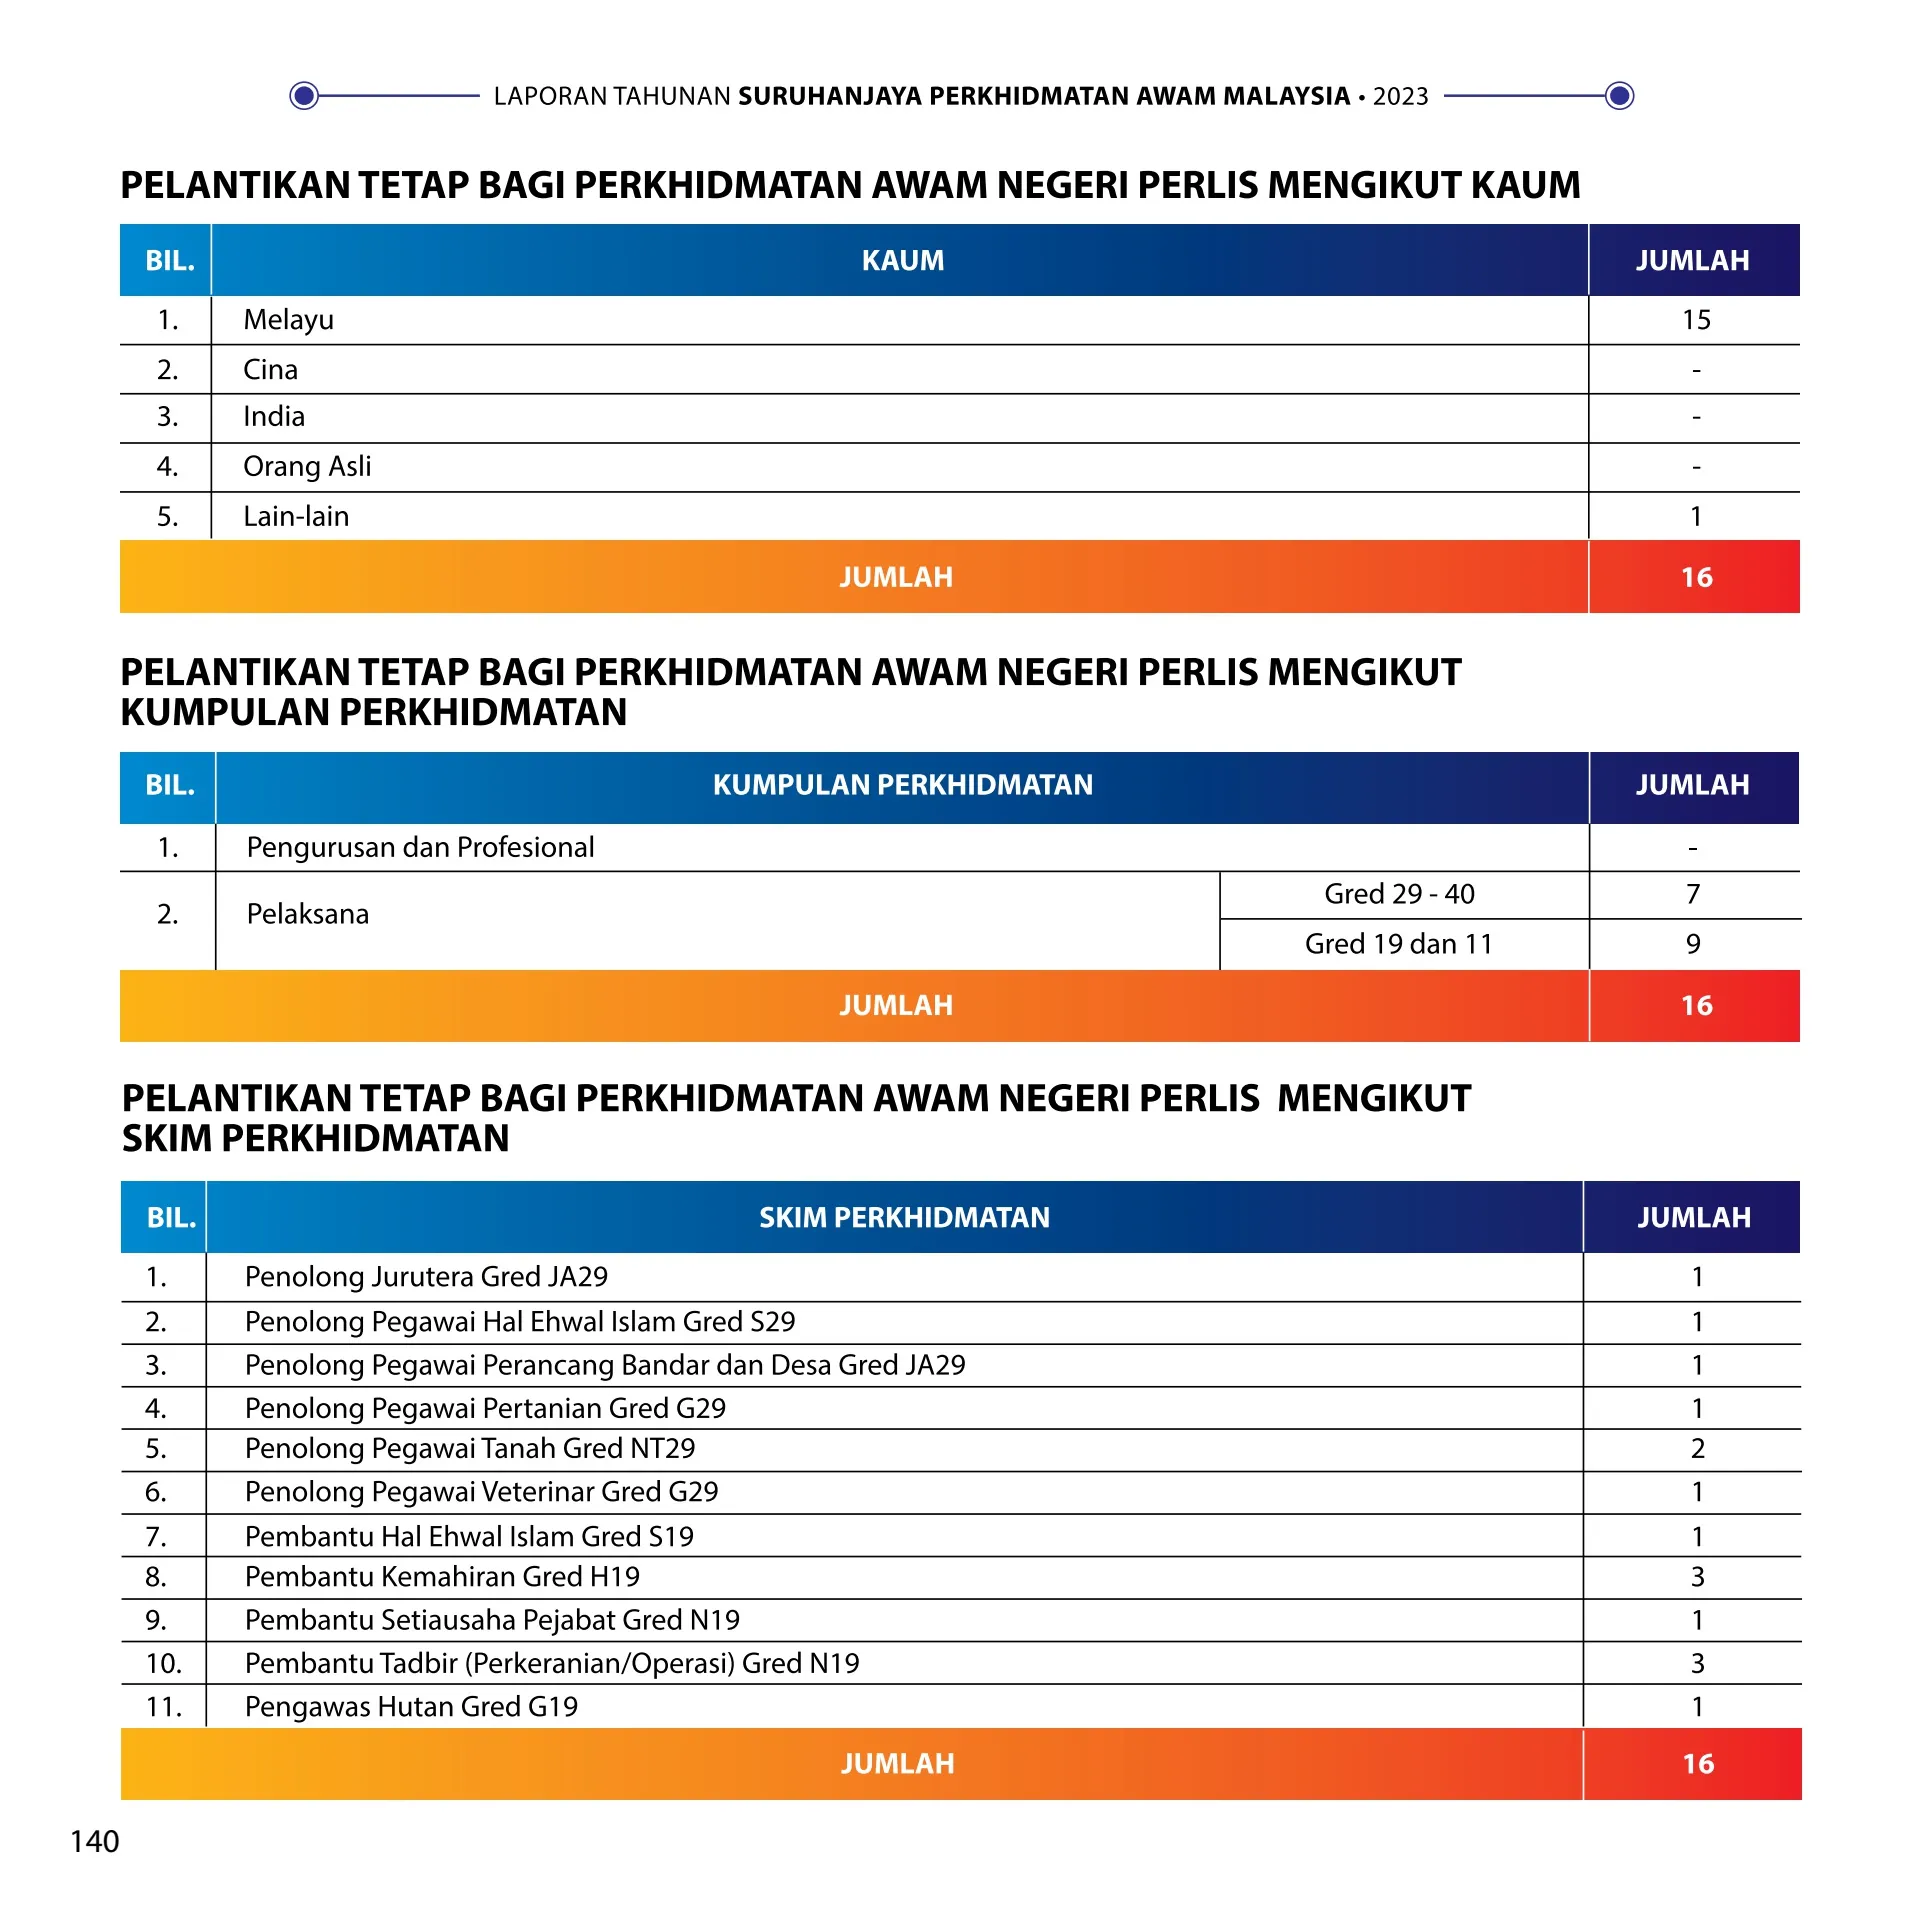 LAPORAN TAHUNAN SURUHANJAYA PERKHIDMATAN AWAM MALAYSIA • 2023
PELANTIKAN TETAP BAGI PERKHIDMATAN AWAM NEGERI PERLIS MENGIKUT KAUM
BIL. KAUM JUMLAH
1. Melayu 15
2. Cina -
3. India -
4. Orang Asli -
5. Lain-lain 1
JUMLAH 16
PELANTIKAN TETAP BAGI PERKHIDMATAN AWAM NEGERI PERLIS MENGIKUT
KUMPULAN PERKHIDMATAN
BIL. KUMPULAN PERKHIDMATAN JUMLAH
1. Pengurusan dan Profesional -
2. Pelaksana Gred 29 - 40 7
Gred 19 dan 11 9
JUMLAH 16
PELANTIKAN TETAP BAGI PERKHIDMATAN AWAM NEGERI PERLIS MENGIKUT
SKIM PERKHIDMATAN
BIL. SKIM PERKHIDMATAN JUMLAH
1. Penolong Jurutera Gred JA29 1
2. Penolong Pegawai Hal Ehwal Islam Gred S29 1
3. Penolong Pegawai Perancang Bandar dan Desa Gred JA29 1
4. Penolong Pegawai Pertanian Gred G29 1
5. Penolong Pegawai Tanah Gred NT29 2
6. Penolong Pegawai Veterinar Gred G29 1
7. Pembantu Hal Ehwal Islam Gred S19 1
8. Pembantu Kemahiran Gred H19 3
9. Pembantu Setiausaha Pejabat Gred N19 1
10. Pembantu Tadbir (Perkeranian/Operasi) Gred N19 3
11. Pengawas Hutan Gred G19 1
JUMLAH 16
140